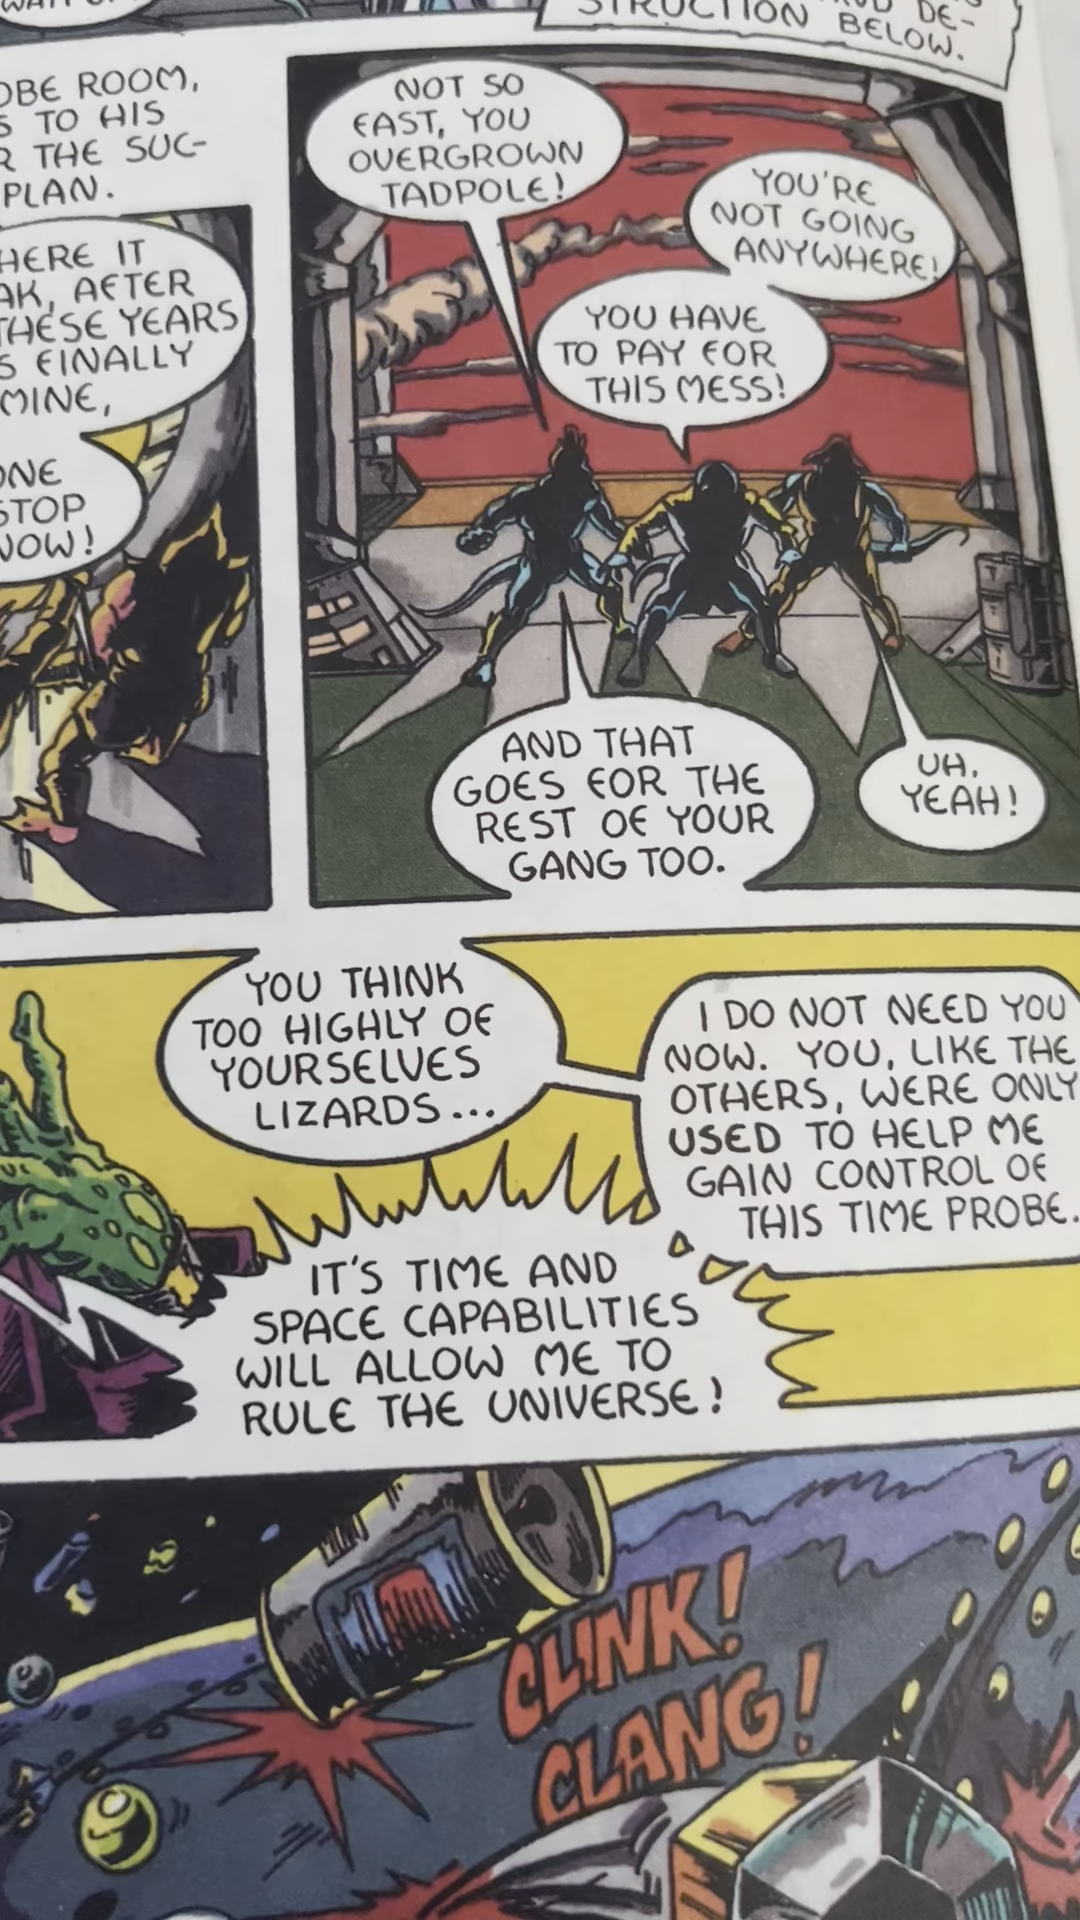 STRUCTION
DE-
BELOW.
ROOM,
TO HIS
THE SUC-
PLAN.
HERE IT
AFTER
THESE YEARS
FINALLY
MINE,
STOP
NOW!
NOT SO
FAST, YOU
OVERGROWN
TADPOLE!
YOU'RE
NOT GOING
ANYWHERE!
YOU HAVE
TO PAY FOR
THIS MESS!
AND THAT
GOES FOR THE
REST OF YOUR
GANG TOO.
UH,
YEAH!
YOU THINK
TOO HIGHLY OF
YOURSELVES
LIZARDS...
I DO NOT NEED YOU
NOW. YOU, LIKE THE
OTHERS, WERE ONLY
USED TO HELP ME
GAIN CONTROL OF
THIS TIME PROBE.
IT'S TIME AND
SPACE CAPABILITIES
WILL ALLOW ME TO
RULE THE UNIVERSE!
CLINK!
CLANG!